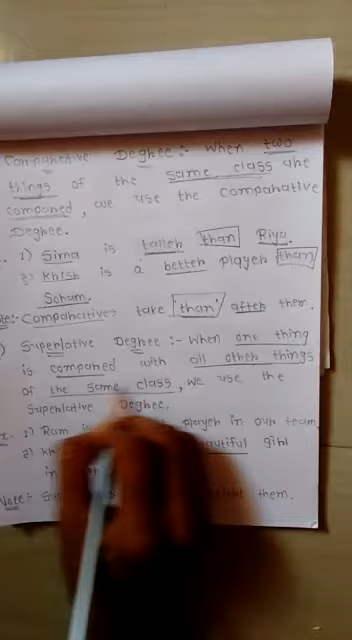 Comparative Degree :- When two
things of the same class are
compared, we use the comparative
Degree.
1) Sima is taller than Riya.
2) Krish is a better player than
Soham.
Note:- Comparatives take 'than' after them.
Superlative Degree :- When one thing
is compared with all other things
of the same class, we use the
Superlative Degree.
1) Ram is player in our team
2) girl
in
Note:- them.